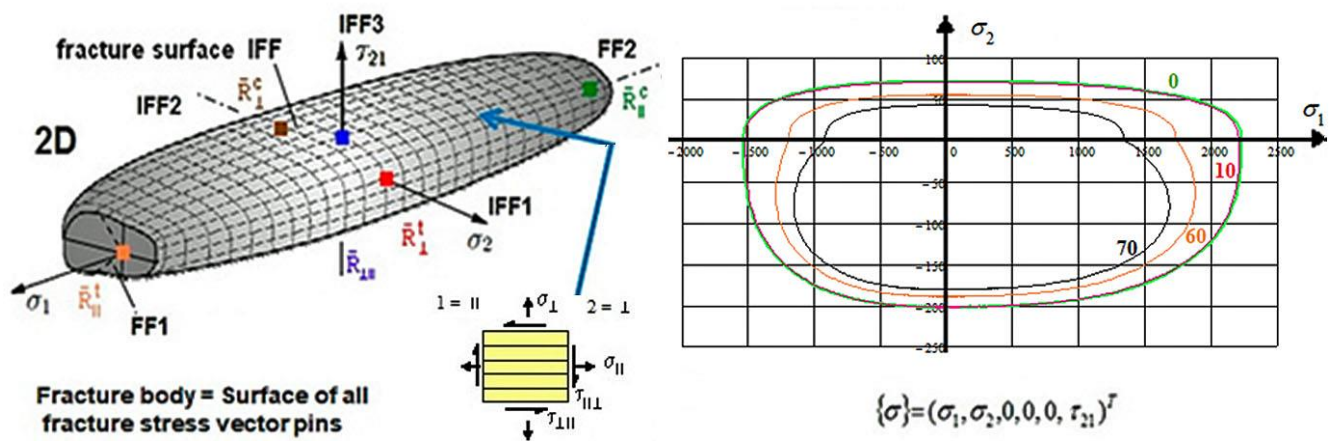 IFF3
fracture surface IFF
τ21
FF2
R̄⊥ᶜ
IFF2
R̄∥ᶜ
2D
IFF1
σ2
R̄⊥ᵗ
R̄⊥∥
σ1
R̄∥ᵗ
FF1
1 = ∥
σ⊥
2 = ⊥
σ∥
τ∥⊥
τ⊥∥
Fracture body = Surface of all
fracture stress vector pins
σ2
100
0
σ1
-2000 -1500 -1000 -500 0 500 1000 1500 2000 2500
10
-50
-100
60
70
-150
-200
-250
{σ}=(σ1,σ2,0,0,0, τ21)ᵀ